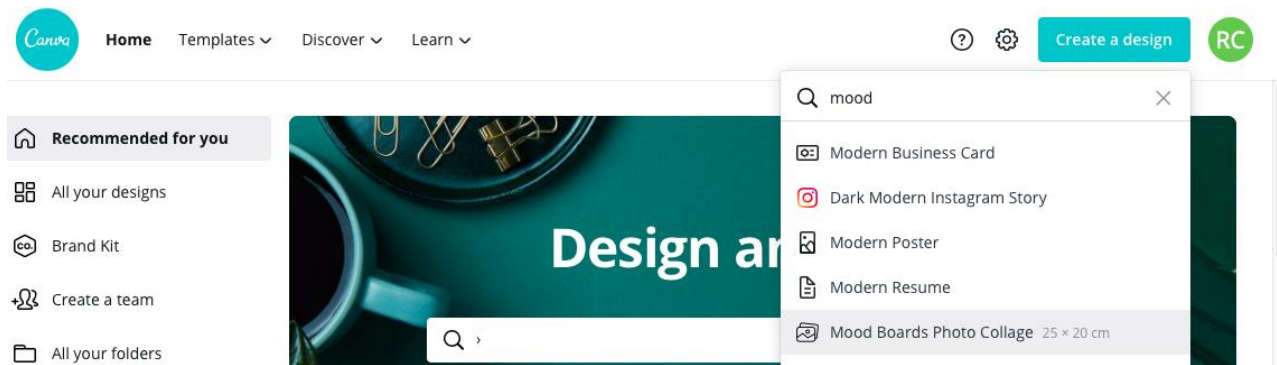 Canva Home Templates Discover Learn Create a design RC
mood
Recommended for you
All your designs
Brand Kit
Create a team
All your folders
Design
Modern Business Card
Dark Modern Instagram Story
Modern Poster
Modern Resume
Mood Boards Photo Collage 25 × 20 cm